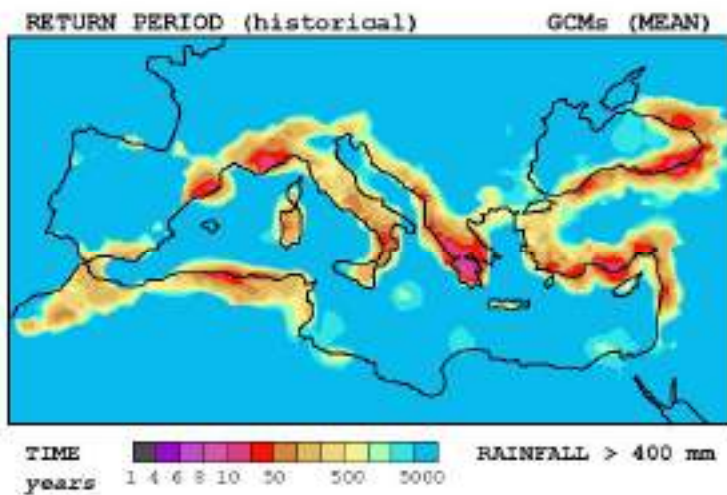 RETURN PERIOD (historical) GCMs (MEAN)
TIME RAINFALL > 400 mm
years 1 4 6 8 10 50 500 5000